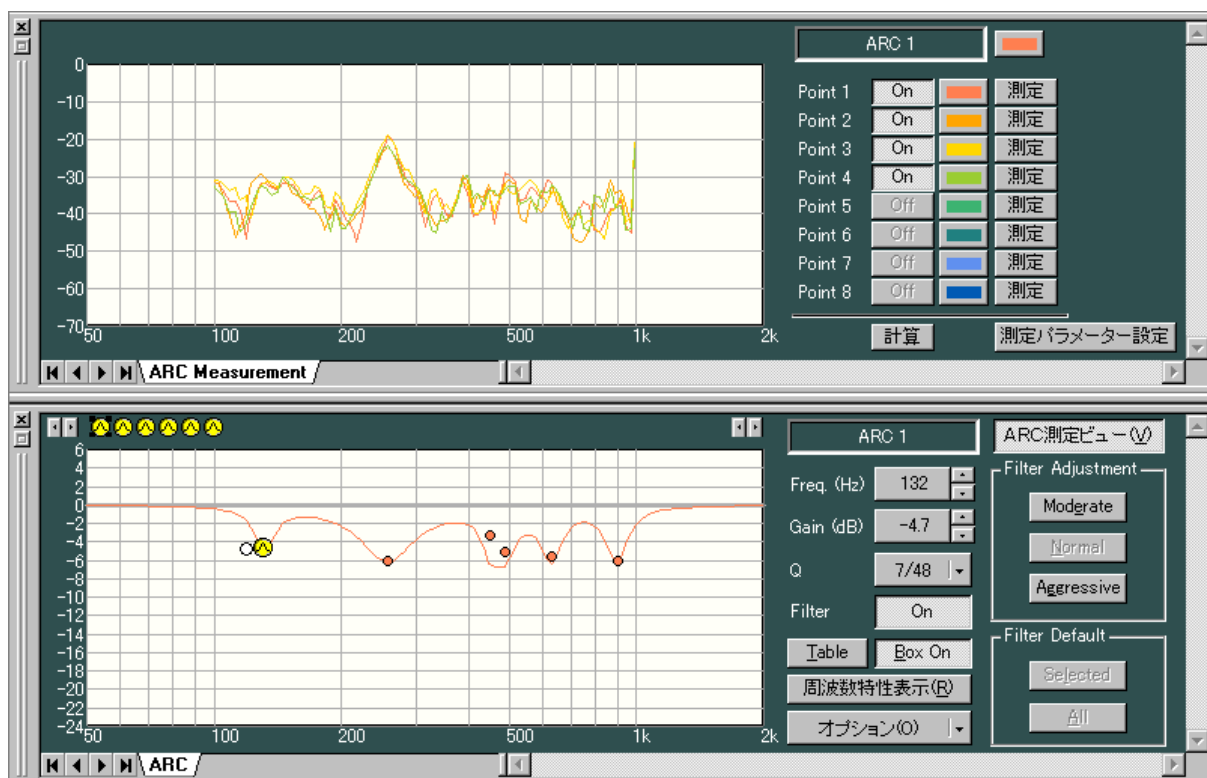 ARC 1
0
-10
-20
-30
-40
-50
-60
-70
50 100 200 500 1k 2k
Point 1 On 測定
Point 2 On 測定
Point 3 On 測定
Point 4 On 測定
Point 5 Off 測定
Point 6 Off 測定
Point 7 Off 測定
Point 8 Off 測定
計算 測定パラメーター設定
ARC Measurement
6
4
2
0
-2
-4
-6
-8
-10
-12
-14
-16
-18
-20
-22
-24
50 100 200 500 1k 2k
ARC 1
Freq. (Hz) 132
Gain (dB) -4.7
Q 7/48
Filter On
Table Box On
周波数特性表示(R)
オプション(O)
ARC測定ビュー(V)
Filter Adjustment
Moderate
Normal
Aggressive
Filter Default
Selected
All
ARC